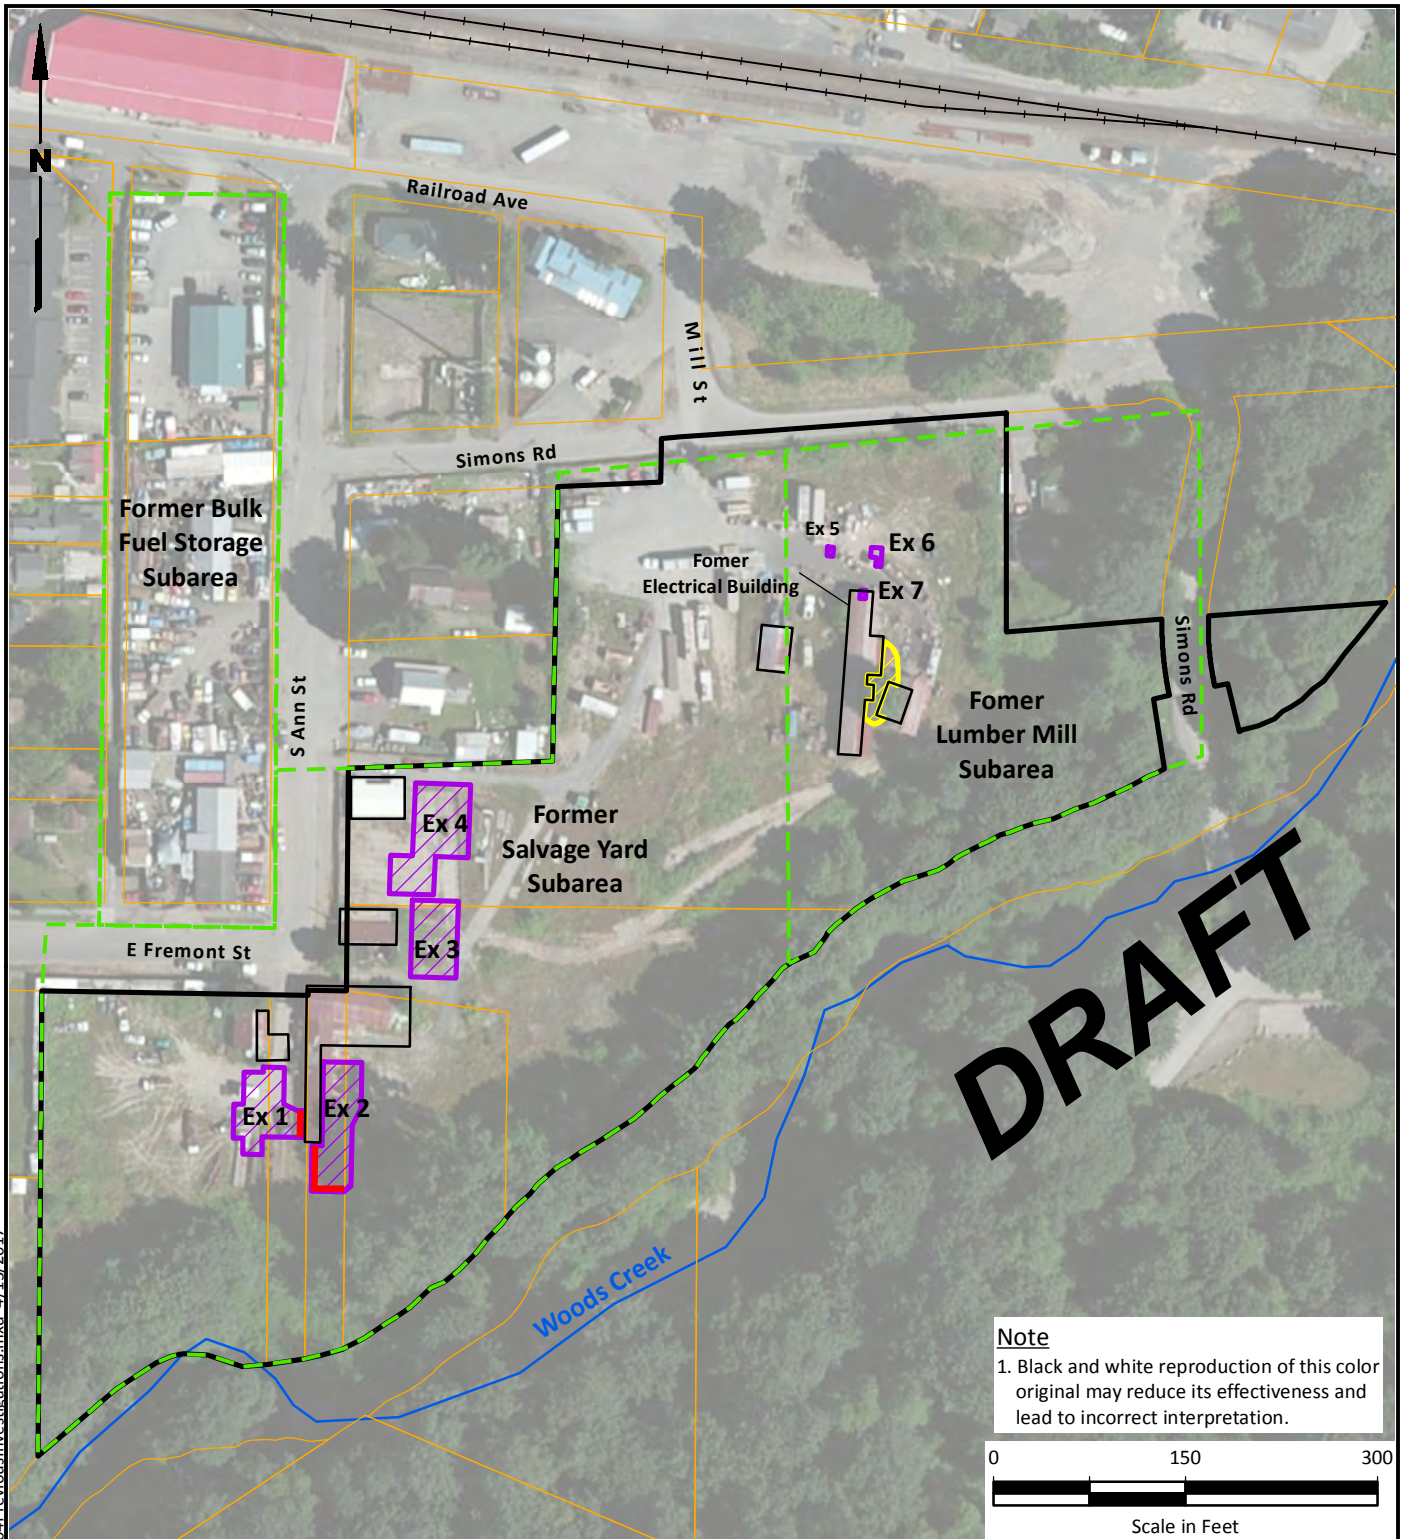 N
Railroad Ave
Mill St
Simons Rd
Former Bulk
Fuel Storage
Subarea
Ex 5
Ex 6
Fomer
Electrical Building
Ex 7
Simons Rd
S Ann St
Fomer
Lumber Mill
Subarea
Ex 4
Former
Salvage Yard
Subarea
Ex 3
E Fremont St
DRAFT
Ex 1
Ex 2
Woods Creek
Note
1. Black and white reproduction of this color
original may reduce its effectiveness and
lead to incorrect interpretation.
0 150 300
Scale in Feet